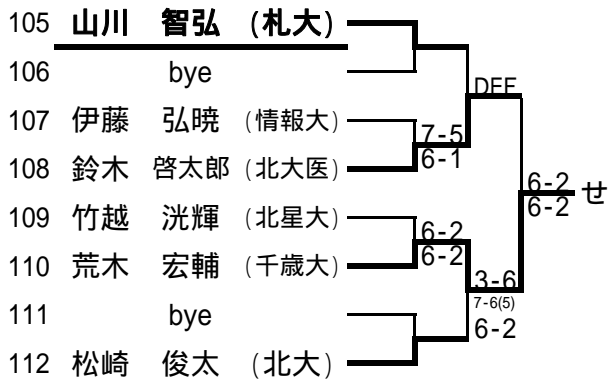 105 山川 智弘 (札大)
106 bye
DEF
107 伊藤 弘暁 (情報大)
7-5
6-1
108 鈴木 啓太郎 (北大医)
6-2
6-2
せ
109 竹越 洸輝 (北星大)
6-2
6-2
110 荒木 宏輔 (千歳大)
3-6
7-6(5)
6-2
111 bye
112 松崎 俊太 (北大)